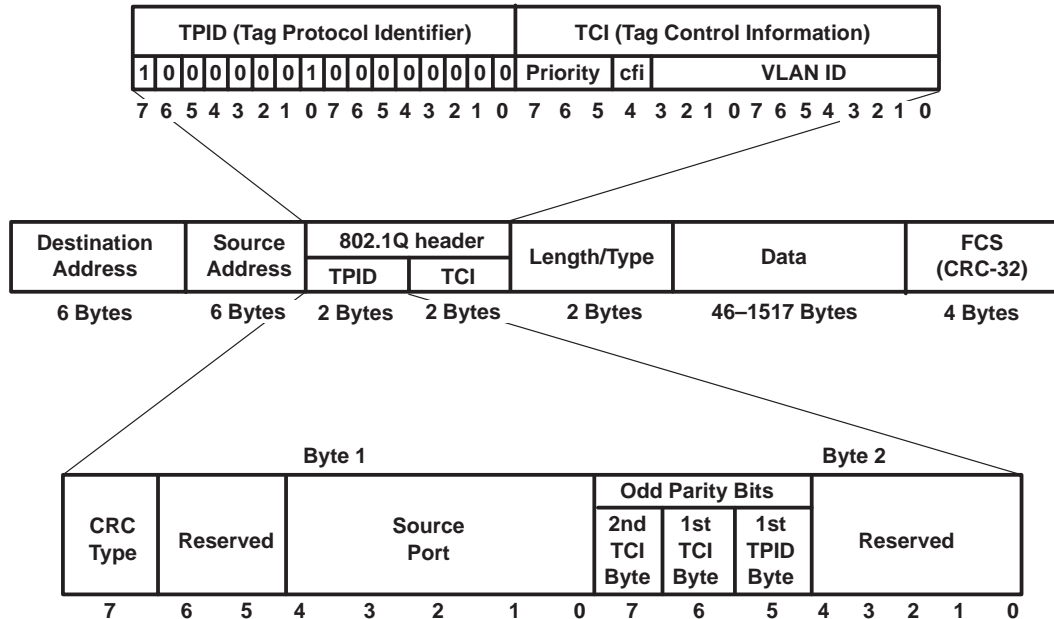 TPID (Tag Protocol Identifier) TCI (Tag Control Information)
1 0 0 0 0 0 0 1 0 0 0 0 0 0 0 0 Priority cfi VLAN ID
7 6 5 4 3 2 1 0 7 6 5 4 3 2 1 0 7 6 5 4 3 2 1 0 7 6 5 4 3 2 1 0
Destination Address
Source Address
802.1Q header
TPID TCI
Length/Type
Data
FCS (CRC-32)
6 Bytes 6 Bytes 2 Bytes 2 Bytes 2 Bytes 46–1517 Bytes 4 Bytes
Byte 1 Byte 2
CRC Type
Reserved
Source Port
Odd Parity Bits
2nd TCI Byte
1st TCI Byte
1st TPID Byte
Reserved
7 6 5 4 3 2 1 0 7 6 5 4 3 2 1 0